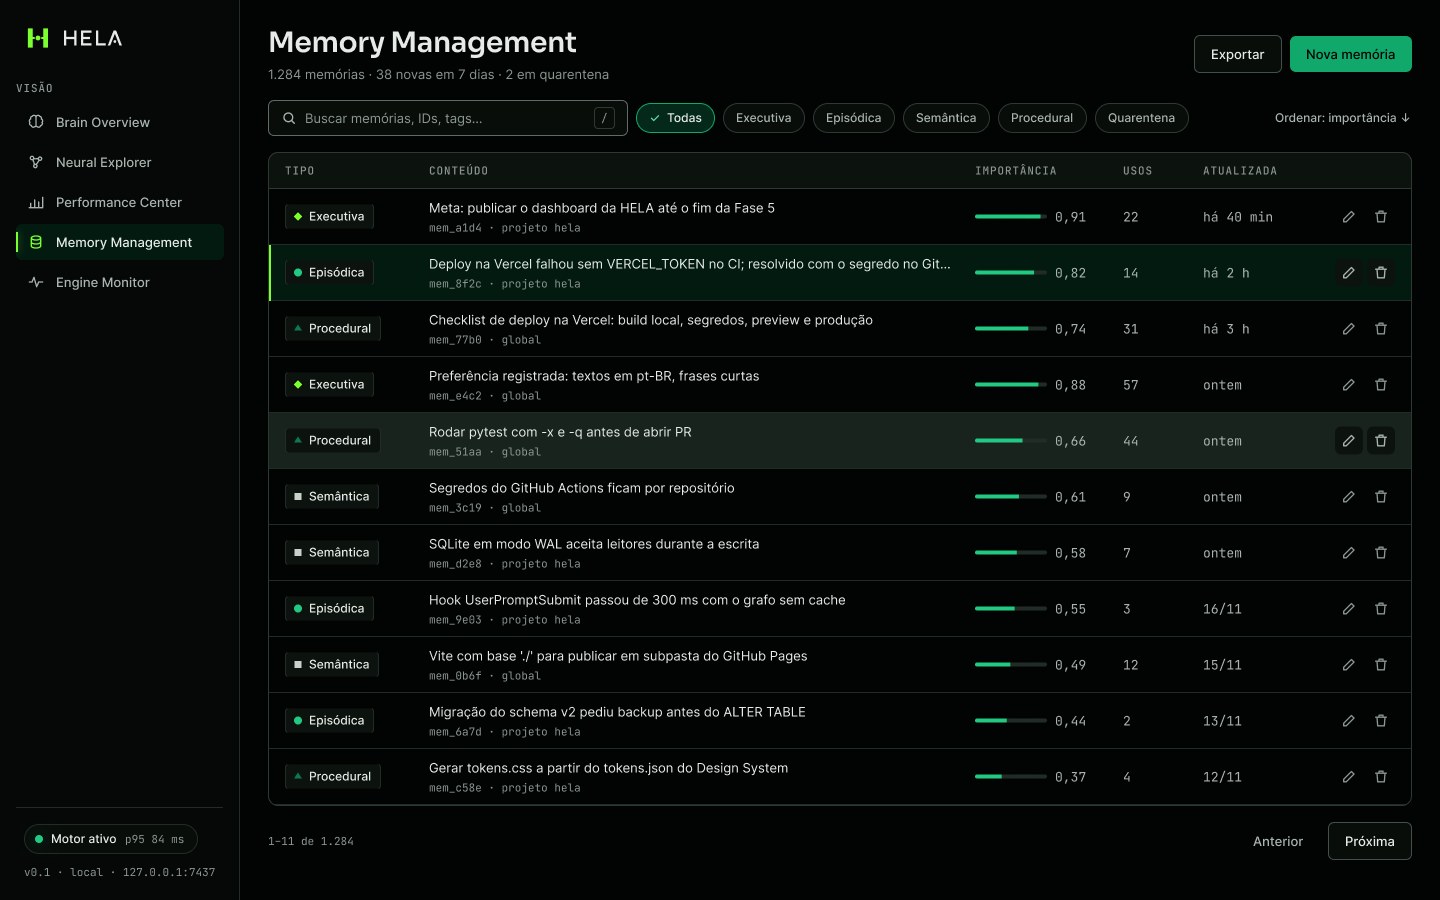 HELA
VISÃO
Brain Overview
Neural Explorer
Performance Center
Memory Management
Engine Monitor
Motor ativo p95 84 ms
v0.1 · local · 127.0.0.1:7437
Memory Management
1.284 memórias · 38 novas em 7 dias · 2 em quarentena
Exportar
Nova memória
Buscar memórias, IDs, tags... /
Todas
Executiva
Episódica
Semântica
Procedural
Quarentena
Ordenar: importância ↓
TIPO CONTEÚDO IMPORTÂNCIA USOS ATUALIZADA
Executiva Meta: publicar o dashboard da HELA até o fim da Fase 5 0,91 22 há 40 min
mem_a1d4 · projeto hela
Episódica Deploy na Vercel falhou sem VERCEL_TOKEN no CI; resolvido com o segredo no Git... 0,82 14 há 2 h
mem_8f2c · projeto hela
Procedural Checklist de deploy na Vercel: build local, segredos, preview e produção 0,74 31 há 3 h
mem_77b0 · global
Executiva Preferência registrada: textos em pt-BR, frases curtas 0,88 57 ontem
mem_e4c2 · global
Procedural Rodar pytest com -x e -q antes de abrir PR 0,66 44 ontem
mem_51aa · global
Semântica Segredos do GitHub Actions ficam por repositório 0,61 9 ontem
mem_3c19 · global
Semântica SQLite em modo WAL aceita leitores durante a escrita 0,58 7 ontem
mem_d2e8 · projeto hela
Episódica Hook UserPromptSubmit passou de 300 ms com o grafo sem cache 0,55 3 16/11
mem_9e03 · projeto hela
Semântica Vite com base './' para publicar em subpasta do GitHub Pages 0,49 12 15/11
mem_0b6f · global
Episódica Migração do schema v2 pediu backup antes do ALTER TABLE 0,44 2 13/11
mem_6a7d · projeto hela
Procedural Gerar tokens.css a partir do tokens.json do Design System 0,37 4 12/11
mem_c58e · projeto hela
1–11 de 1.284
Anterior
Próxima